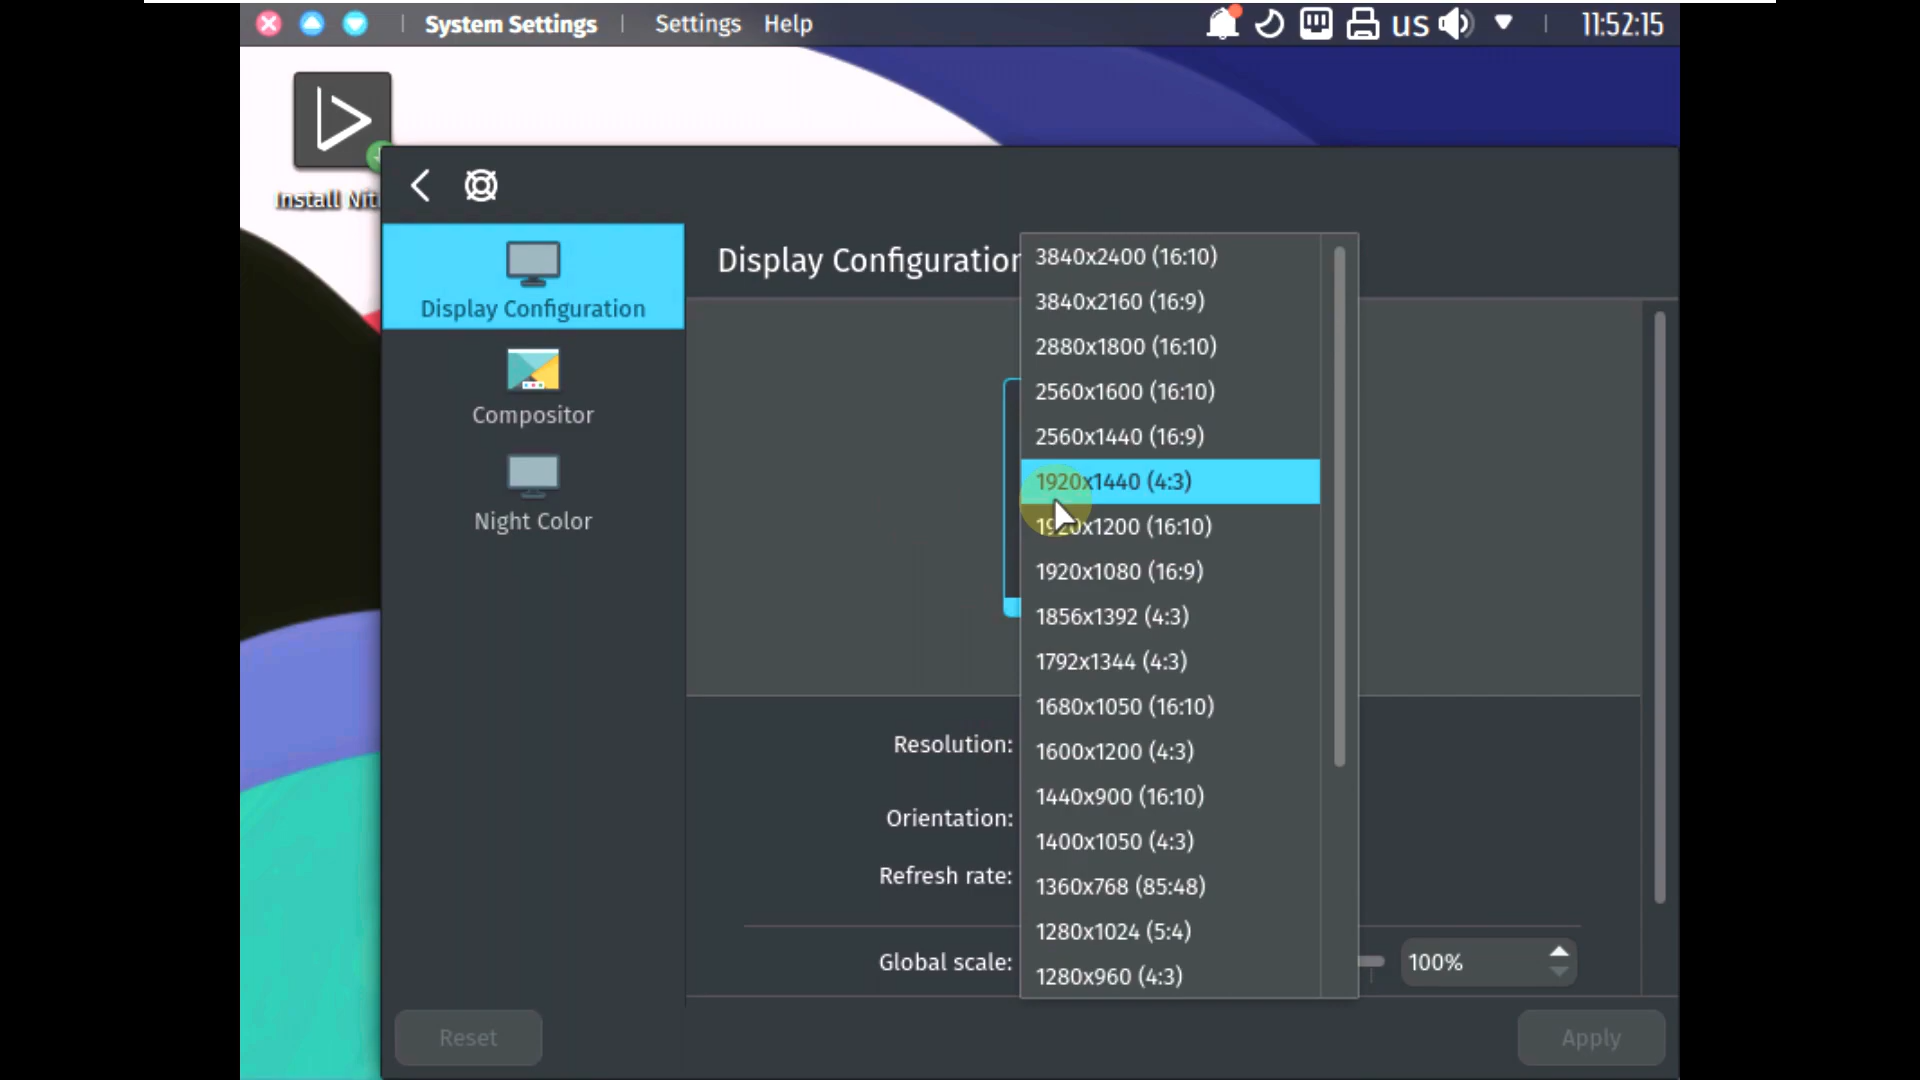 System Settings
Settings
Help
us
11:52:15
Install Nit
Display Configuration
Compositor
Night Color
Display Configuration
3840x2400 (16:10)
3840x2160 (16:9)
2880x1800 (16:10)
2560x1600 (16:10)
2560x1440 (16:9)
1920x1440 (4:3)
1920x1200 (16:10)
1920x1080 (16:9)
1856x1392 (4:3)
1792x1344 (4:3)
1680x1050 (16:10)
1600x1200 (4:3)
1440x900 (16:10)
1400x1050 (4:3)
1360x768 (85:48)
1280x1024 (5:4)
1280x960 (4:3)
Resolution:
Orientation:
Refresh rate:
Global scale:
100%
Reset
Apply